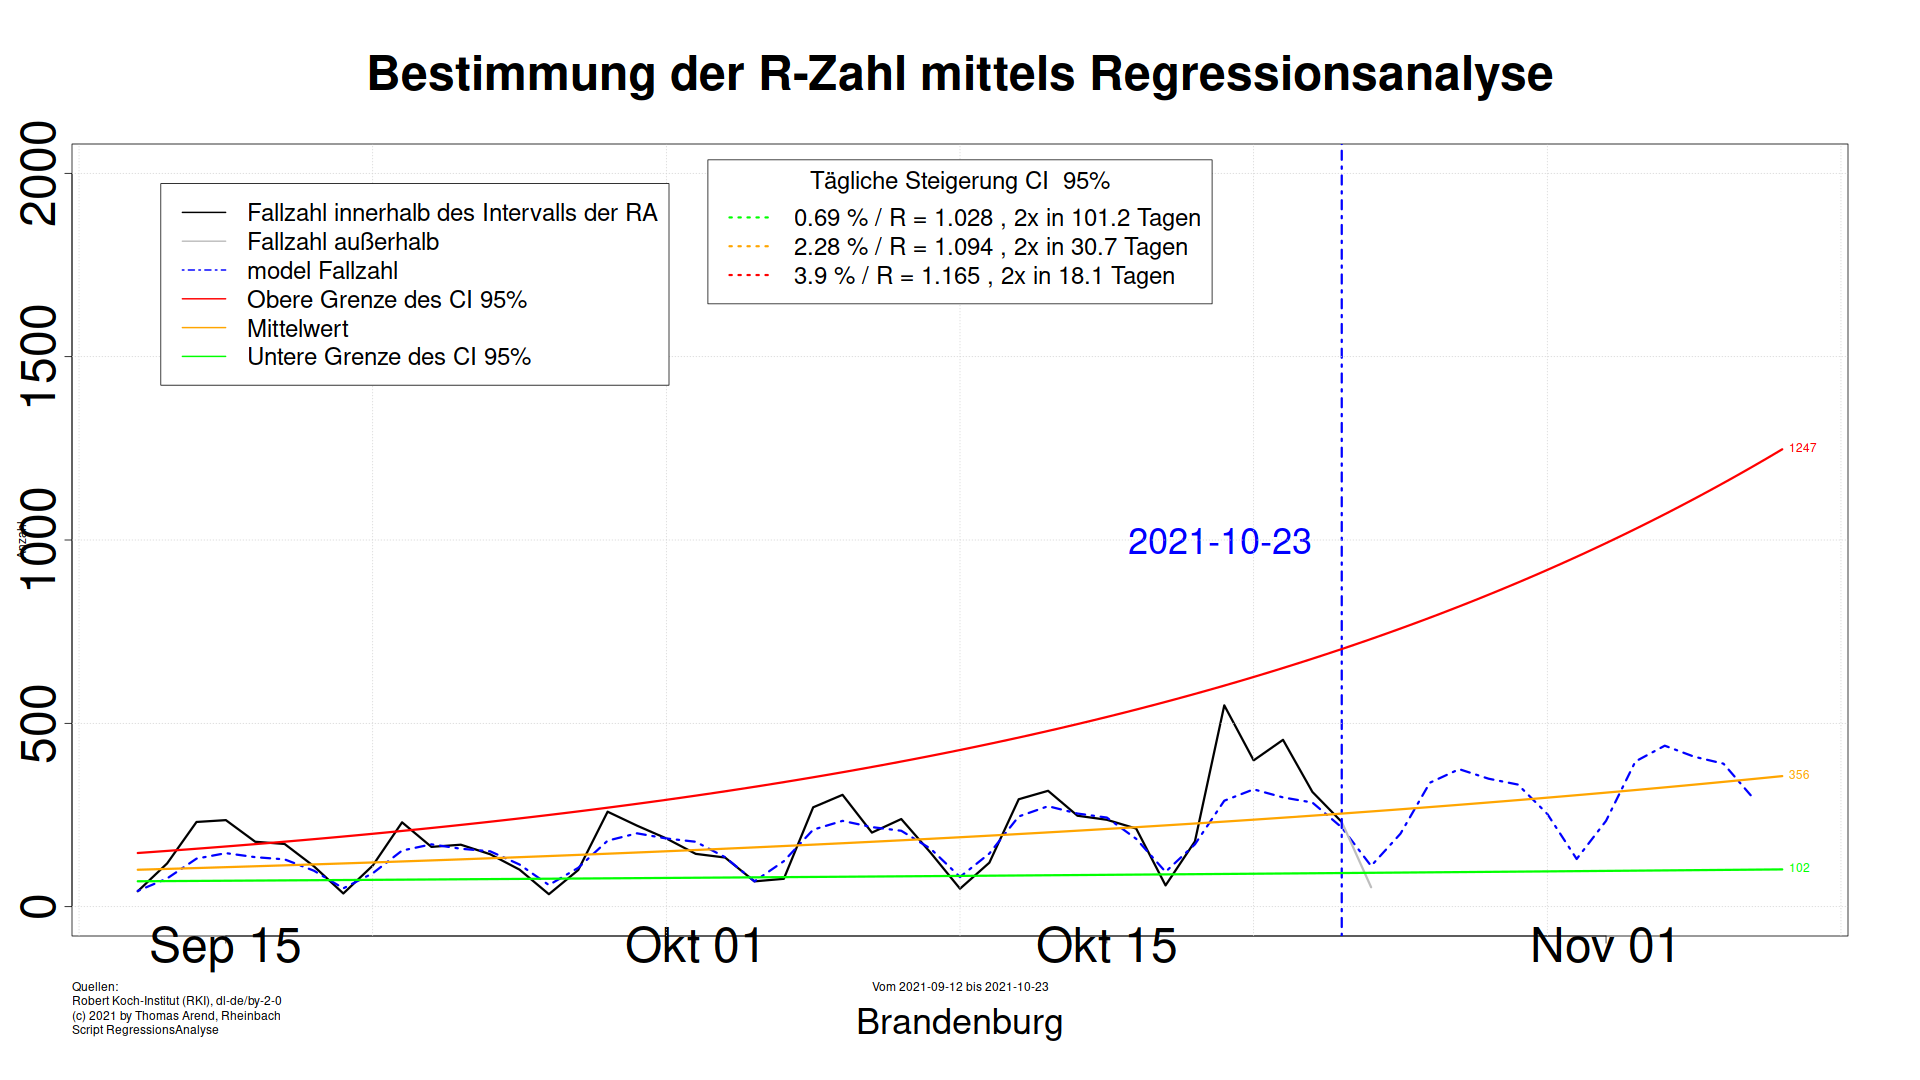 Bestimmung der R-Zahl mittels Regressionsanalyse
2000
1500
1000
500
0
Anzahl
Fallzahl innerhalb des Intervalls der RA
Fallzahl außerhalb
model Fallzahl
Obere Grenze des CI 95%
Mittelwert
Untere Grenze des CI 95%
Tägliche Steigerung CI  95%
0.69 % / R = 1.028 , 2x in 101.2 Tagen
2.28 % / R = 1.094 , 2x in 30.7 Tagen
3.9 % / R = 1.165 , 2x in 18.1 Tagen
2021-10-23
1247
356
102
Sep 15
Okt 01
Okt 15
Nov 01
Quellen:
Robert Koch-Institut (RKI), dl-de/by-2-0
(c) 2021 by Thomas Arend, Rheinbach
Script RegressionsAnalyse
Vom 2021-09-12 bis 2021-10-23
Brandenburg